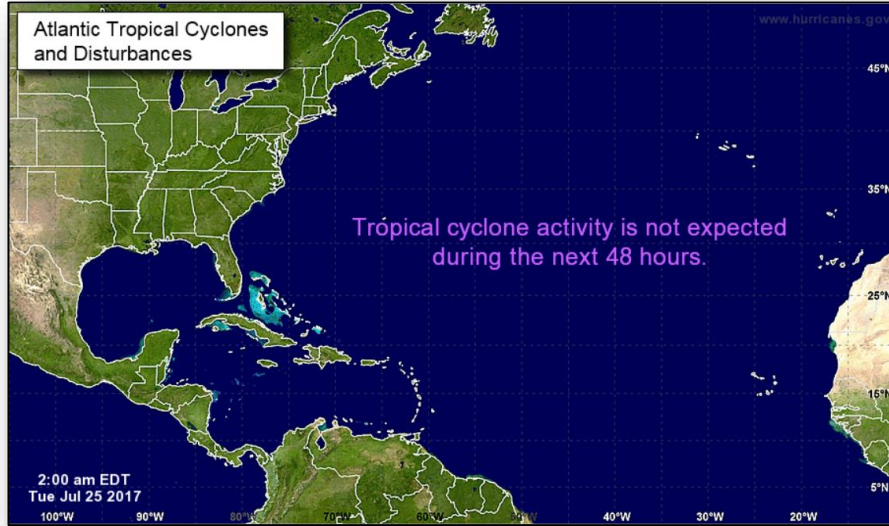 Atlantic Tropical Cyclones
and Disturbances
www.hurricanes.gov
45°N
35°N
Tropical cyclone activity is not expected
during the next 48 hours.
25°N
15°N
2:00 am EDT
Tue Jul 25 2017
5°N
100°W 90°W 80°W 70°W 60°W 50°W 40°W 30°W 20°W